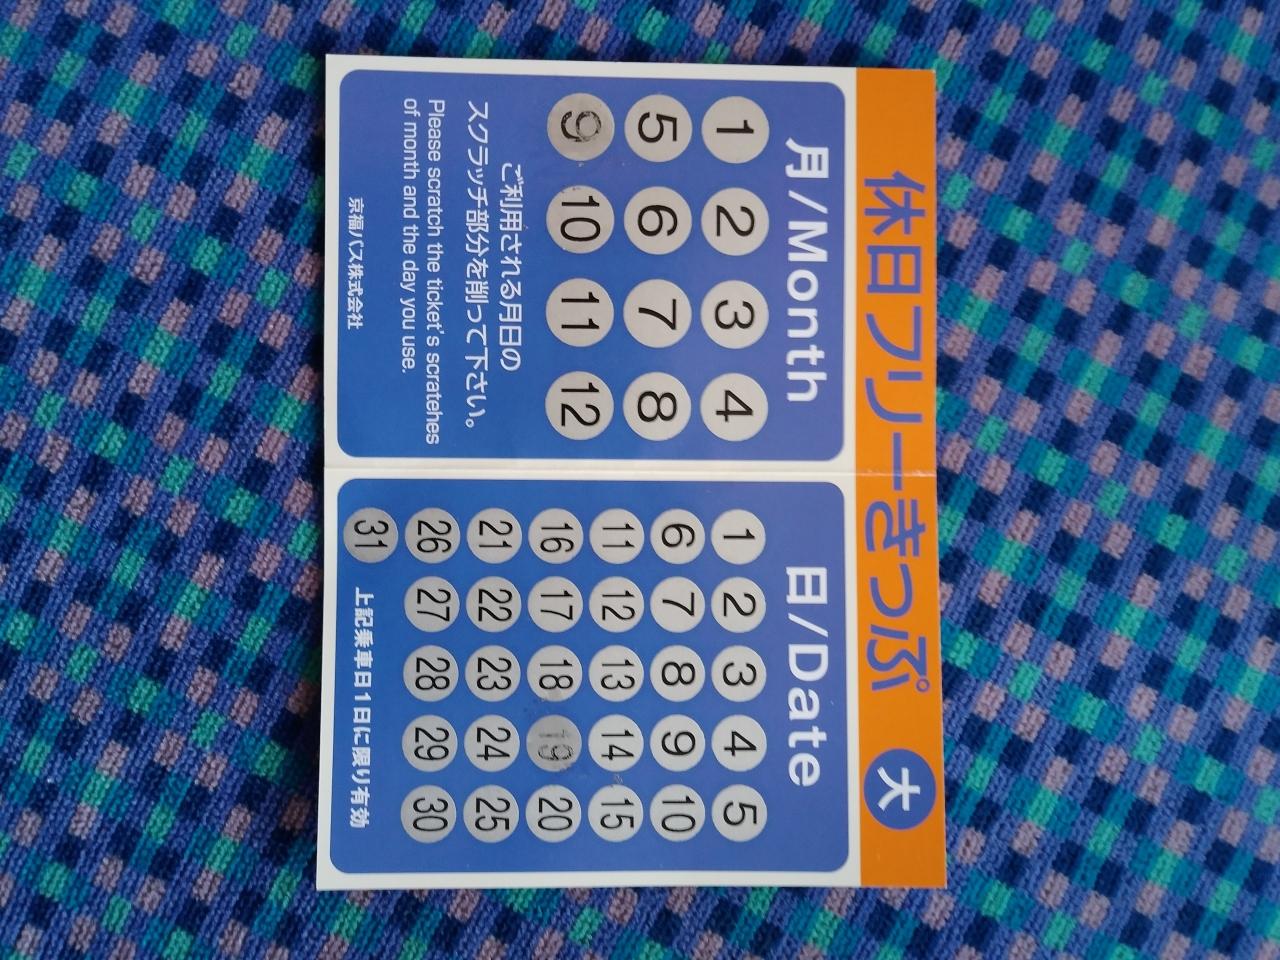 休日フリーきっぷ 大
月/Month
1 2 3 4
5 6 7 8
9 10 11 12
ご利用される月日の
スクラッチ部分を削って下さい。
Please scratch the ticket's scratehes
of month and the day you use.
京福バス株式会社
日/Date
1 2 3 4 5
6 7 8 9 10
11 12 13 14 15
16 17 18 19 20
21 22 23 24 25
26 27 28 29 30
31 上記乗車日1日に限り有効